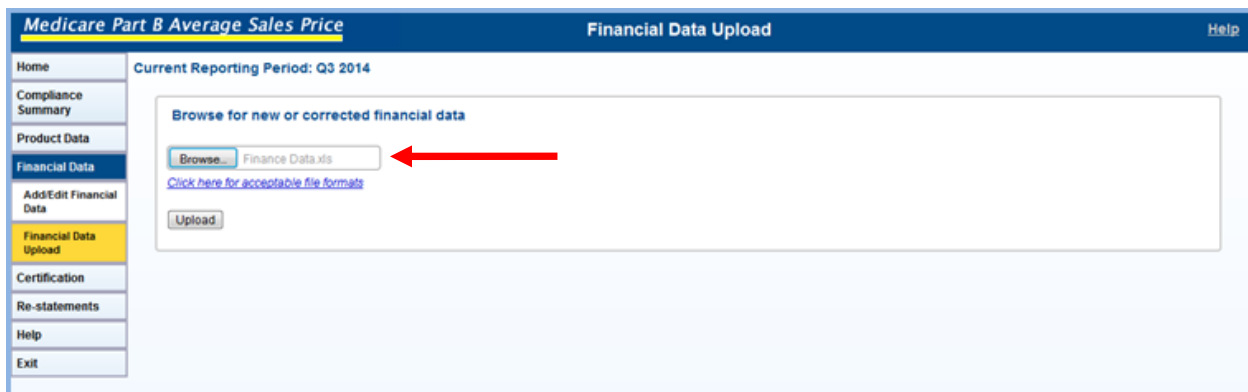 Medicare Part B Average Sales Price
Financial Data Upload
Help
Home
Compliance
Summary
Product Data
Financial Data
Add/Edit Financial
Data
Financial Data
Upload
Certification
Re-statements
Help
Exit
Current Reporting Period: Q3 2014
Browse for new or corrected financial data
Browse... Finance Data.xls
Click here for acceptable file formats
Upload